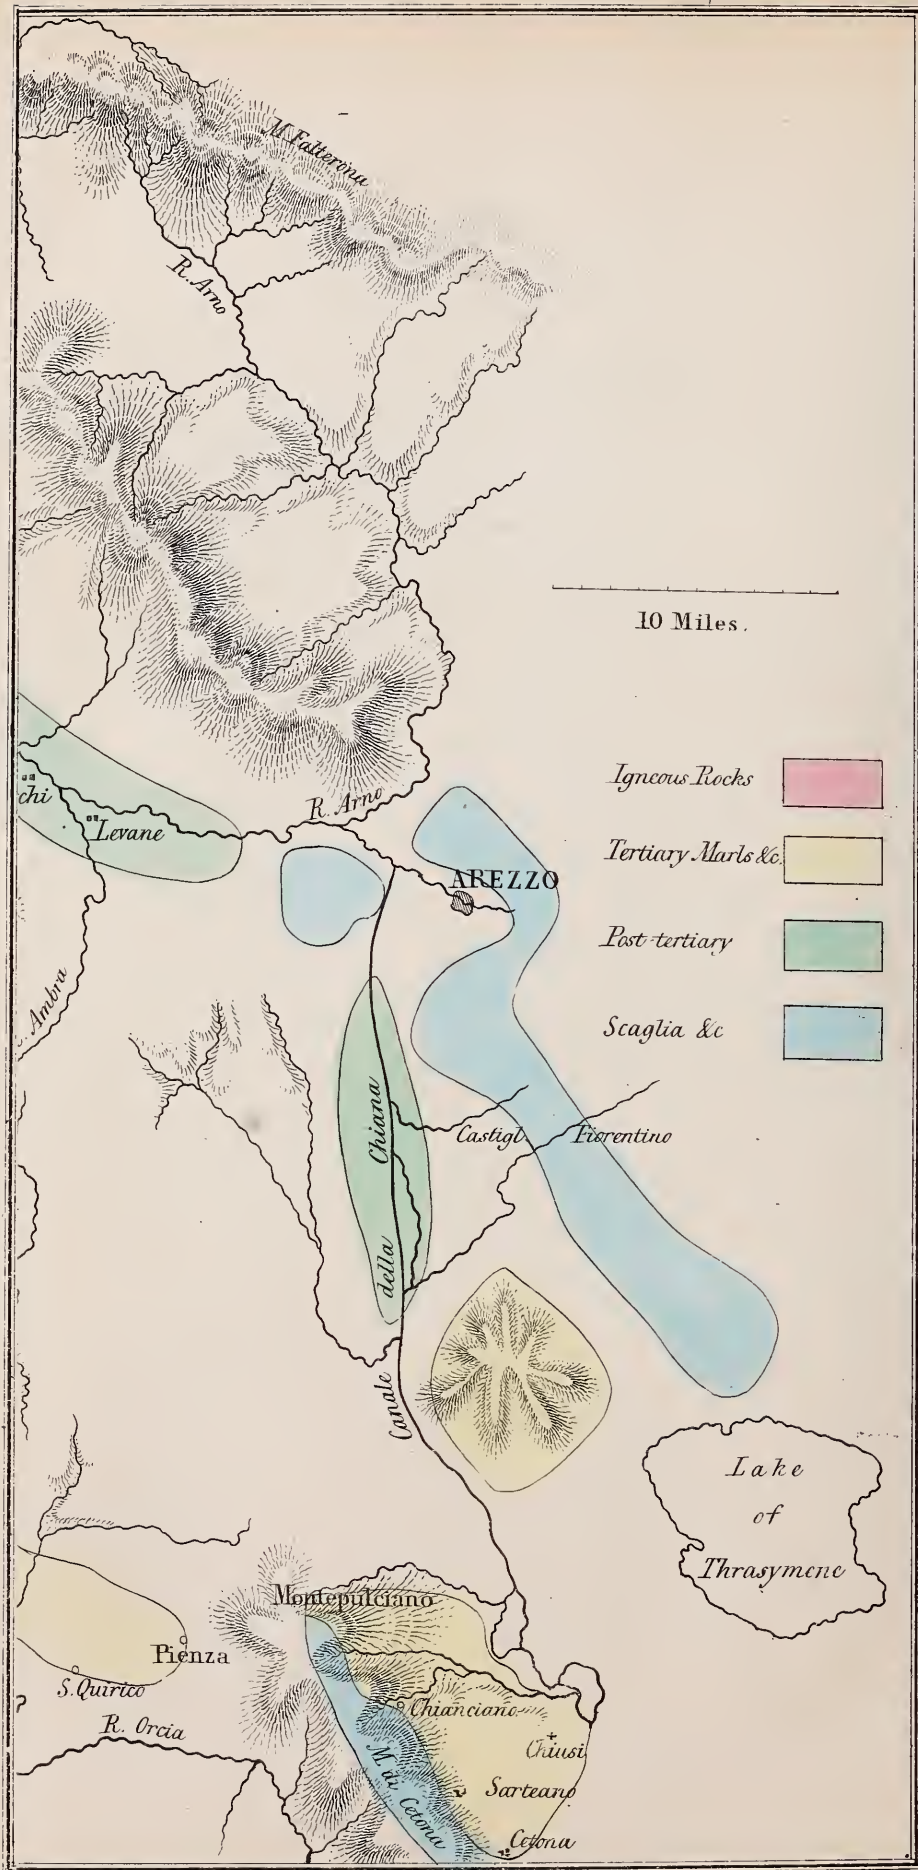 M. Falterona
R. Arno
10 Miles.
Igneous Rocks
Tertiary Marls &c.
Post-tertiary
Scaglia &c
chi
Levane
R. Arno
AREZZO
Ambra
Chiana
della
Canale
Castigl. Fiorentino
Lake
of
Thrasymene
Montepulciano
Pienza
S. Quirico
R. Orcia
Chianciano
Chiusi
Sarteano
M. di Cetona
Cetona